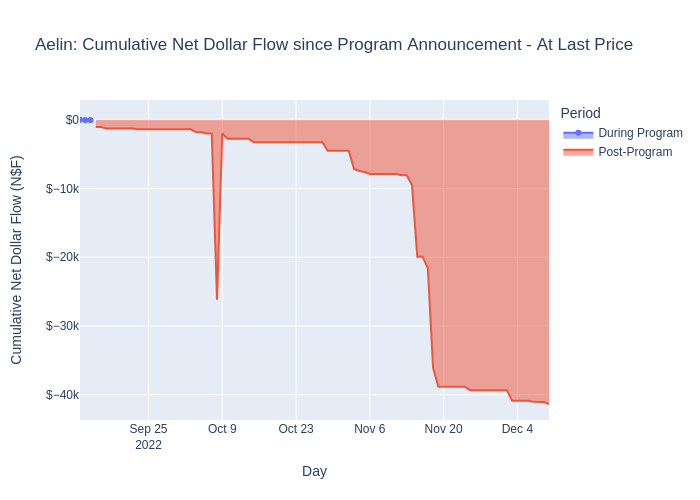 Aelin: Cumulative Net Dollar Flow since Program Announcement - At Last Price
Period
During Program
Post-Program
Cumulative Net Dollar Flow (N$F)
$0
$−10k
$−20k
$−30k
$−40k
Sep 25
2022
Oct 9
Oct 23
Nov 6
Nov 20
Dec 4
Day